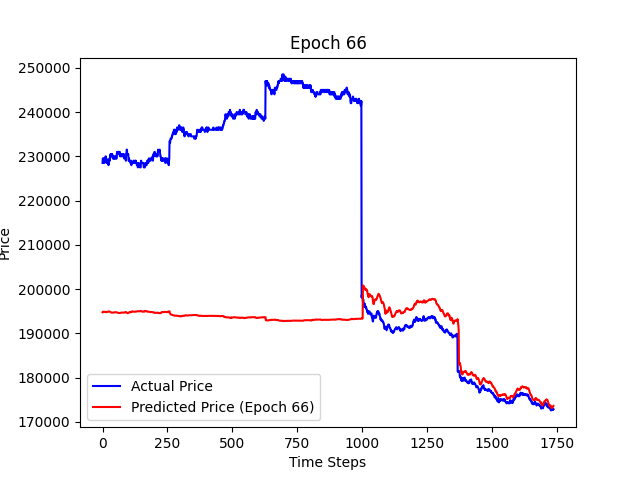 Epoch 66
250000
240000
230000
220000
210000
200000
190000
180000
170000
Price
Actual Price
Predicted Price (Epoch 66)
0 250 500 750 1000 1250 1500 1750
Time Steps